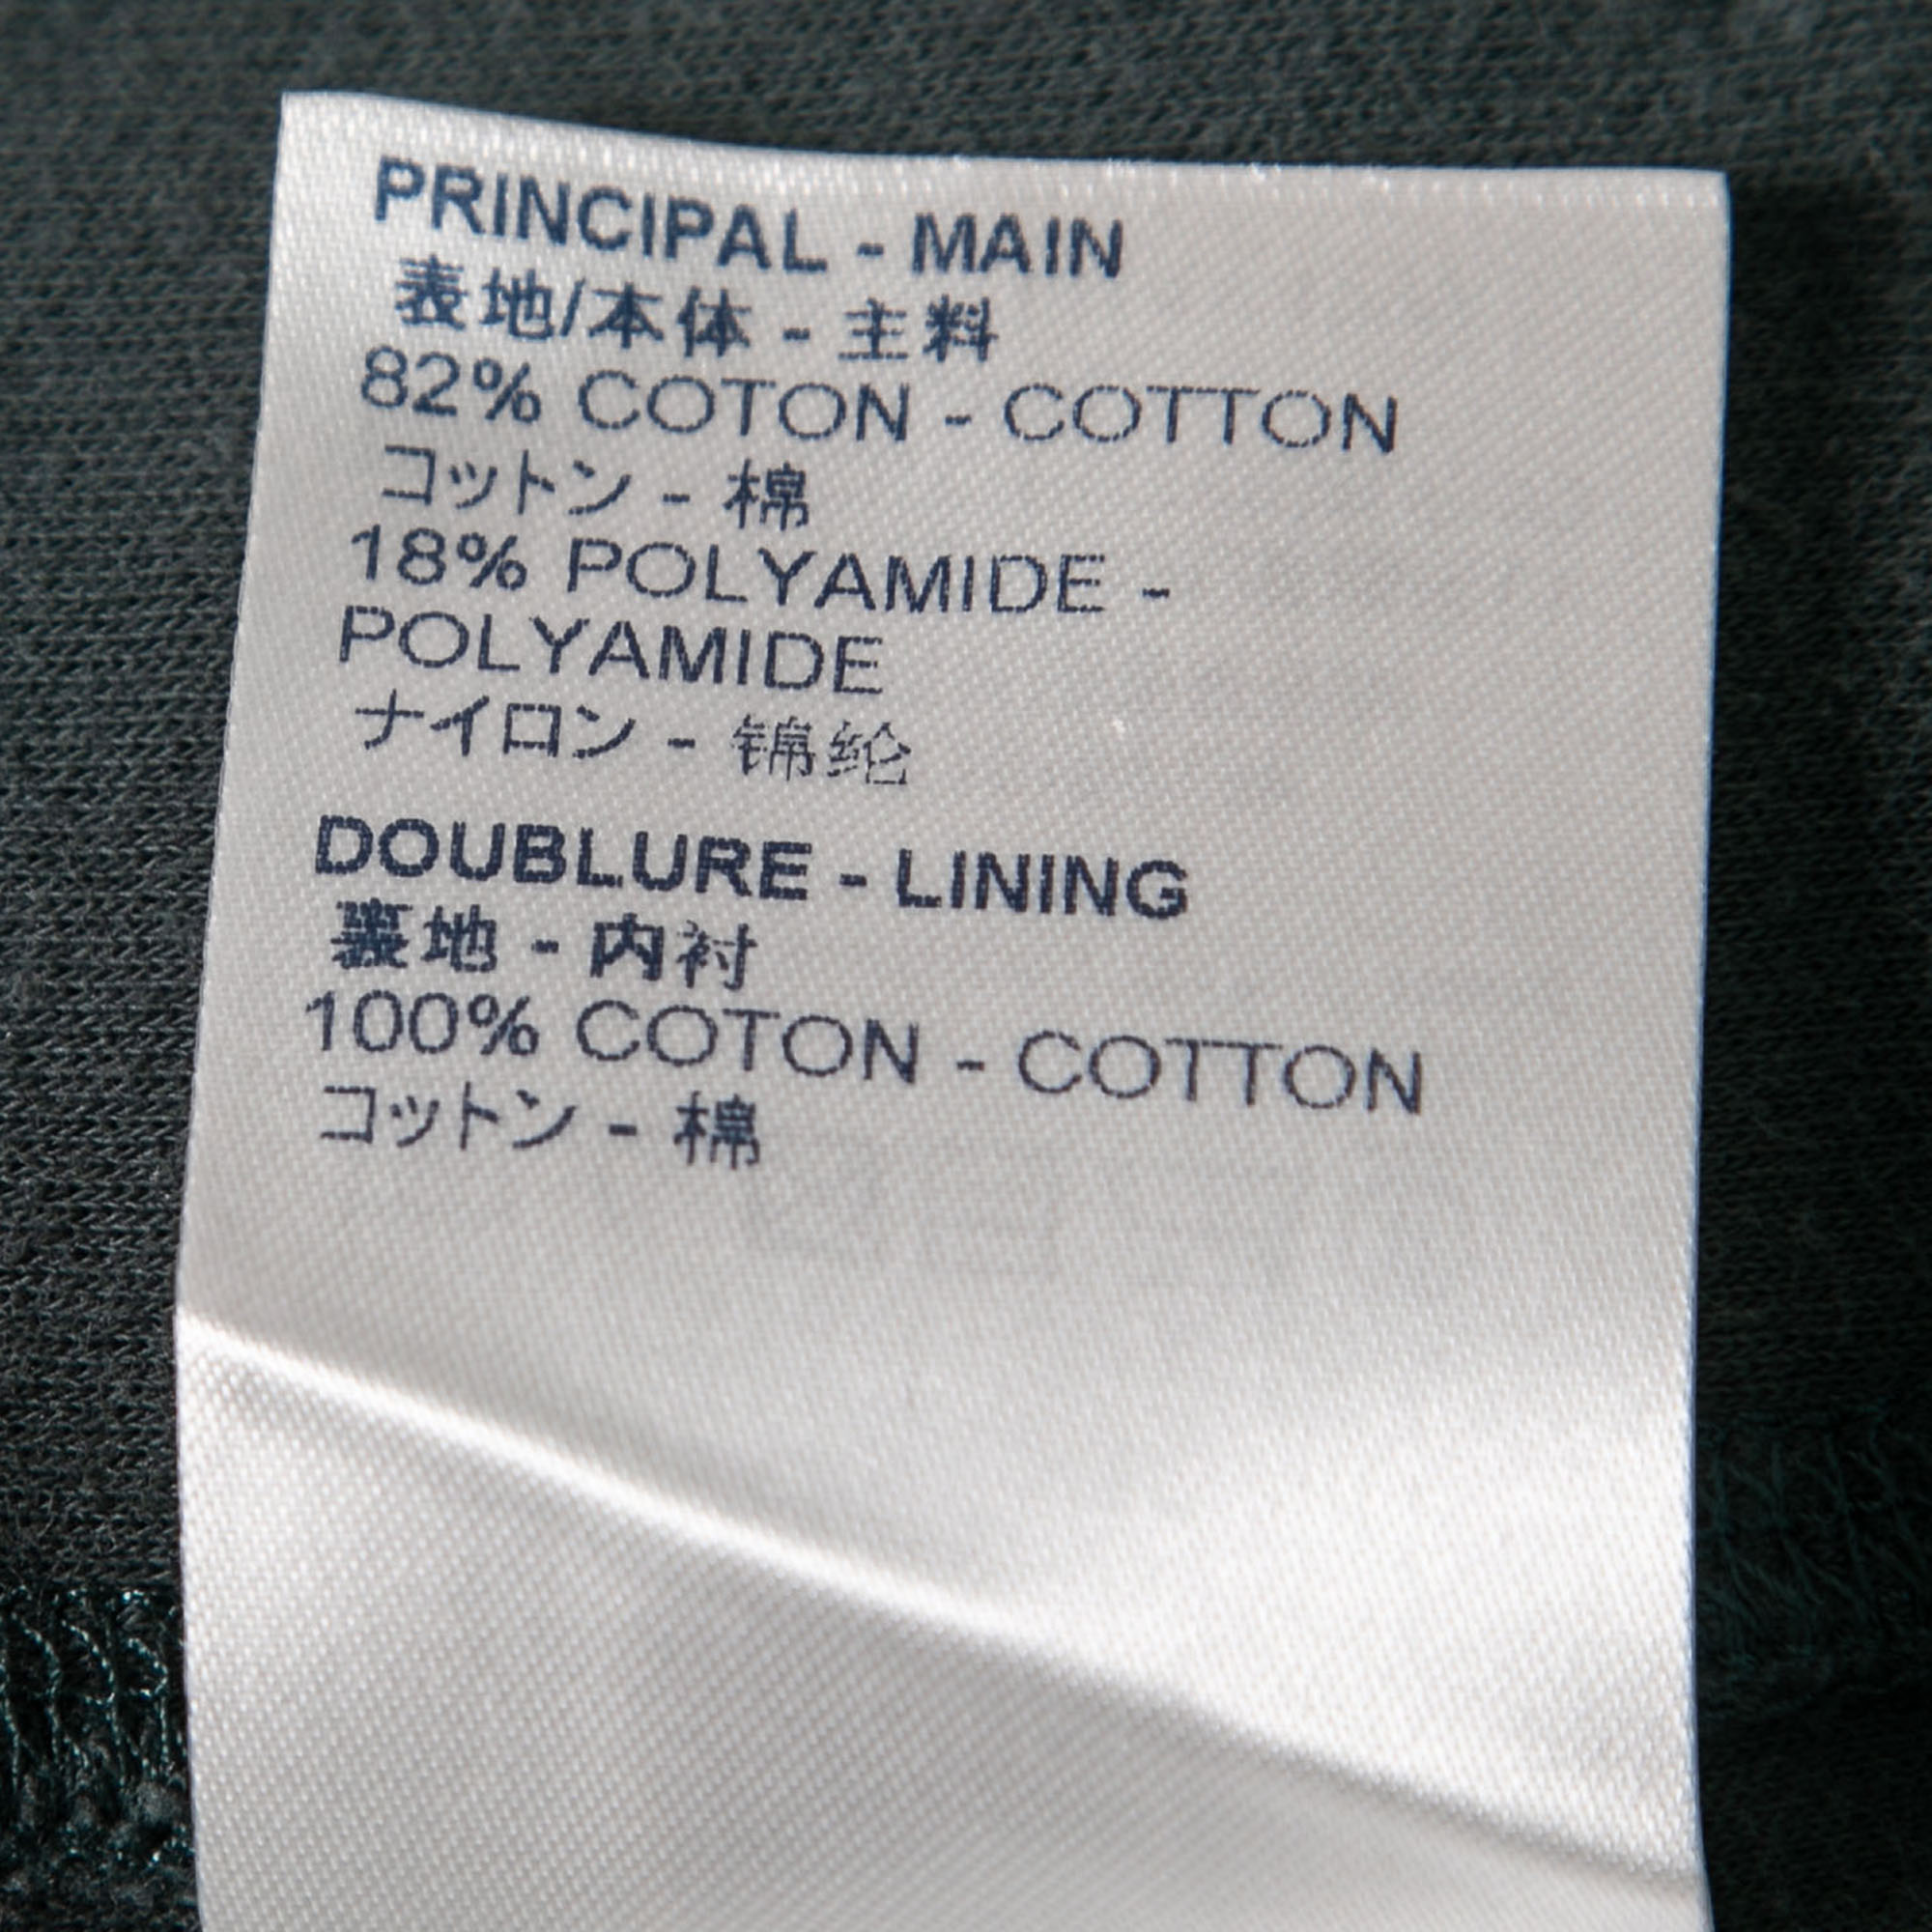 PRINCIPAL - MAIN
表地/本体 - 主料
82% COTON - COTTON
コットン - 棉
18% POLYAMIDE -
POLYAMIDE
ナイロン - 锦纶
DOUBLURE - LINING
裏地 - 内衬
100% COTON - COTTON
コットン - 棉